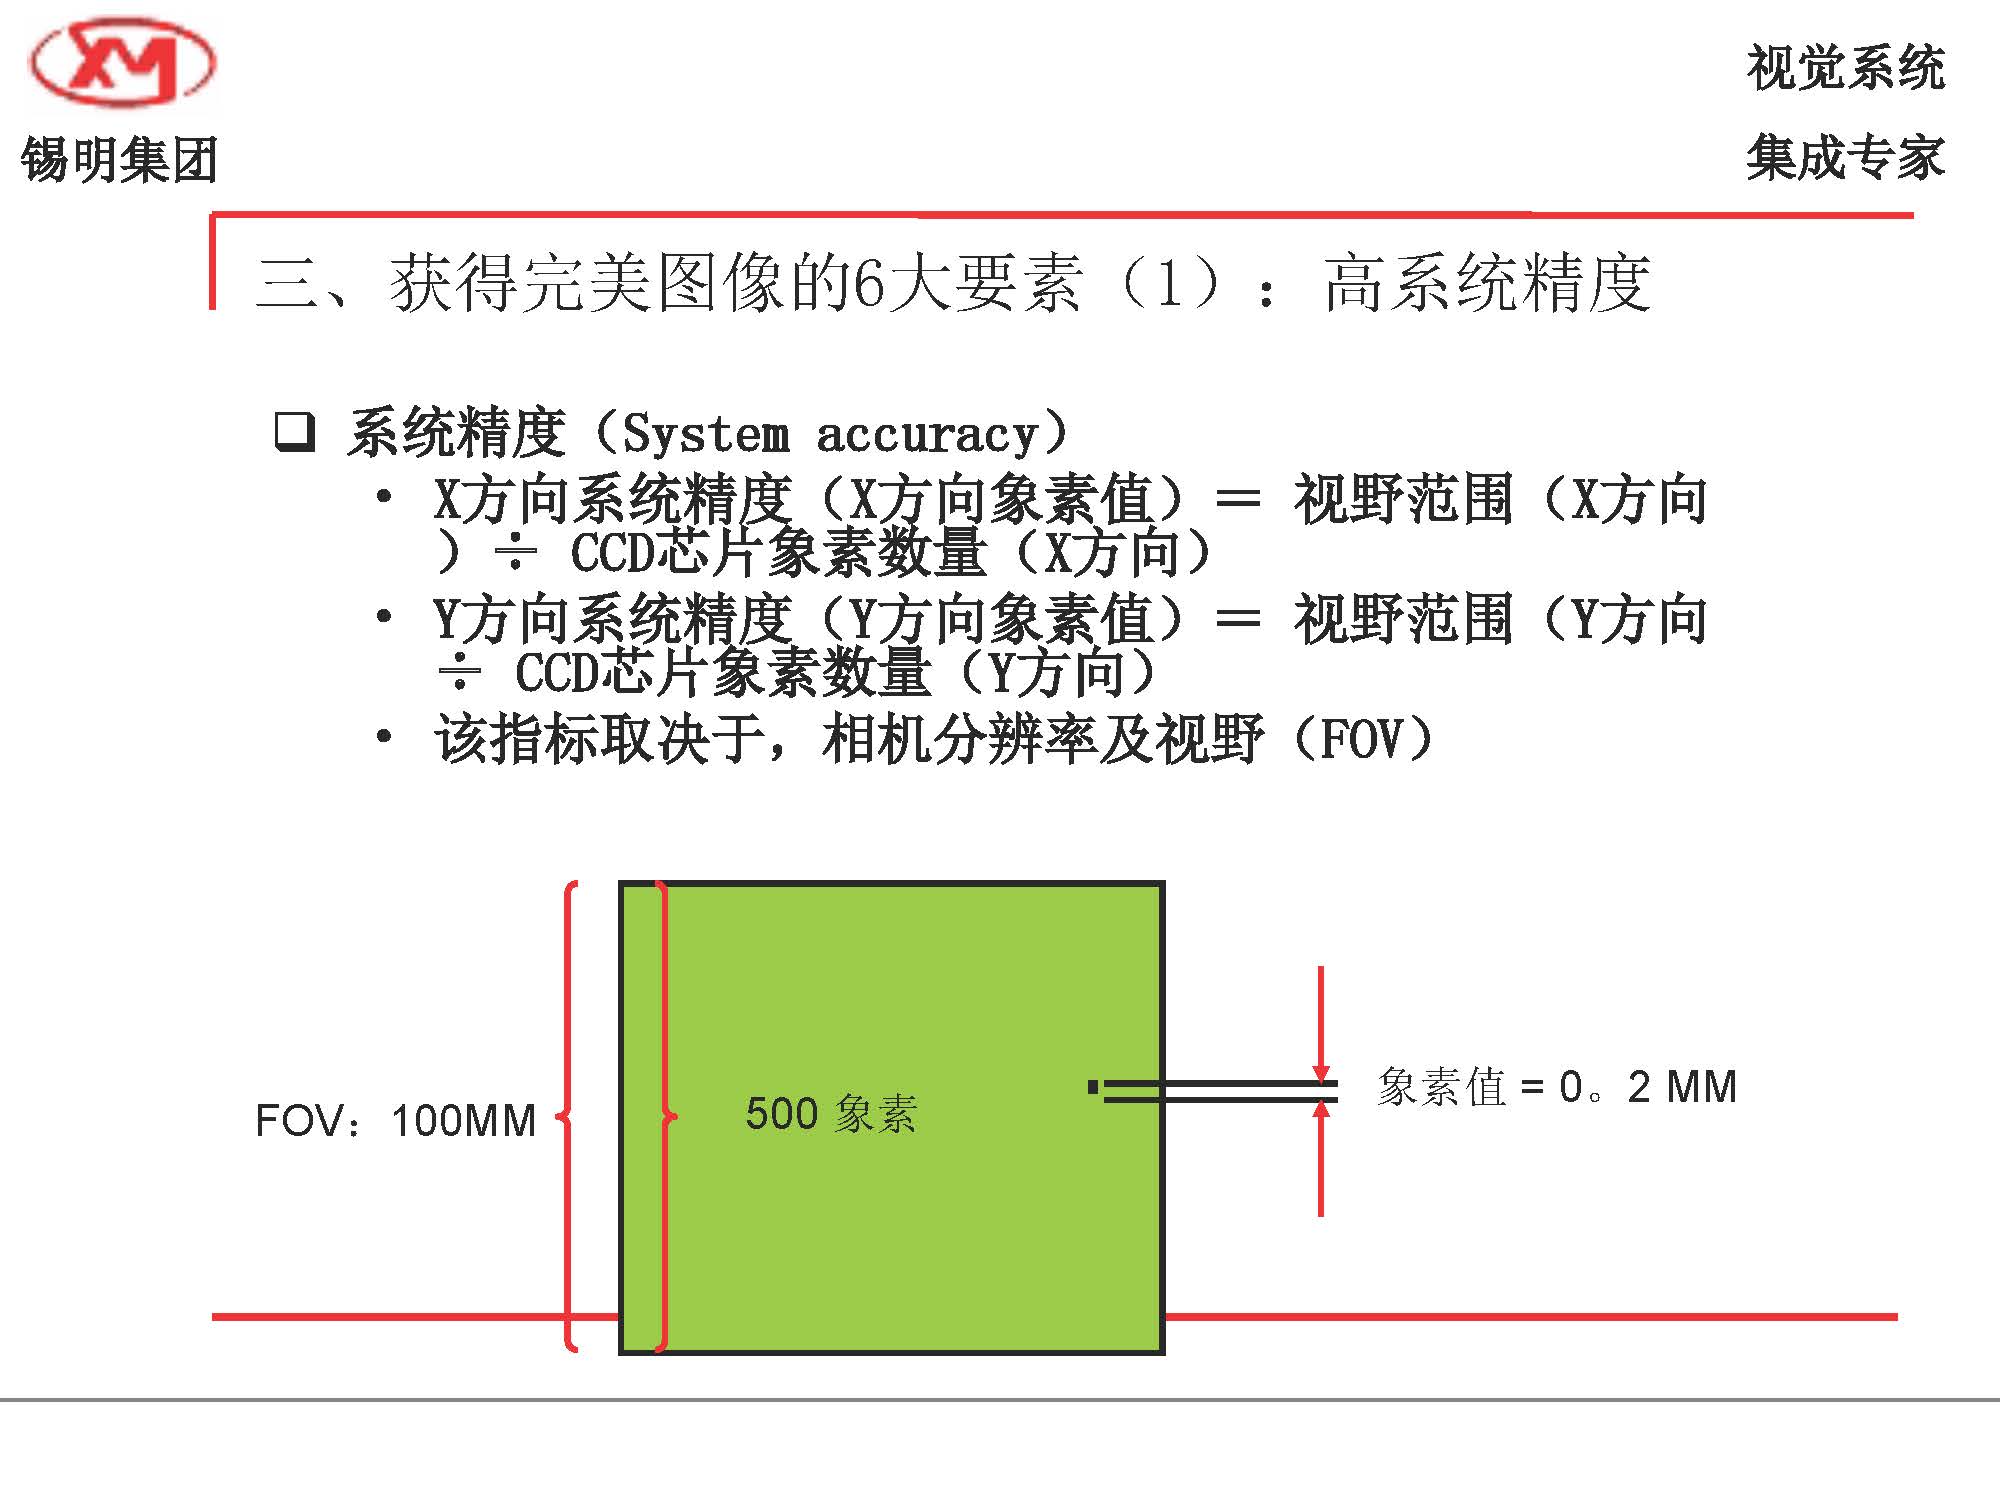 XM
锡明集团
视觉系统
集成专家
三、获得完美图像的6大要素（1）：高系统精度
系统精度（System accuracy）
• X方向系统精度（X方向象素值）＝ 视野范围（X方向
）÷ CCD芯片象素数量（X方向）
• Y方向系统精度（Y方向象素值）＝ 视野范围（Y方向
÷ CCD芯片象素数量（Y方向）
• 该指标取决于，相机分辨率及视野（FOV）
FOV：100MM
500 象素
象素值 = 0。2 MM